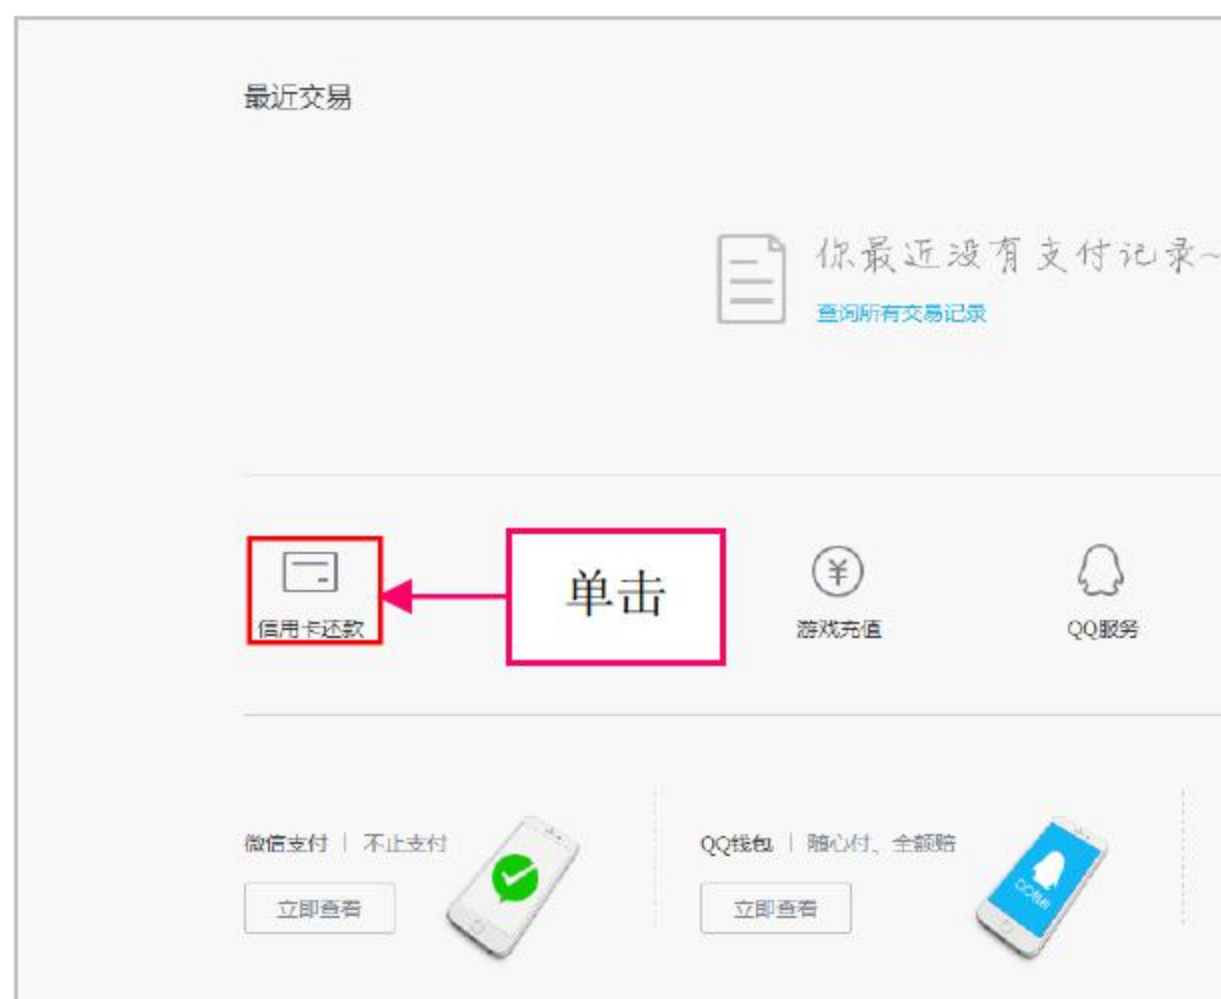 最近交易
你最近没有支付记录~
查询所有交易记录
单击
信用卡还款
游戏充值
QQ服务
微信支付 | 不止支付
QQ钱包 | 随心付、全额赔
立即查看
立即查看